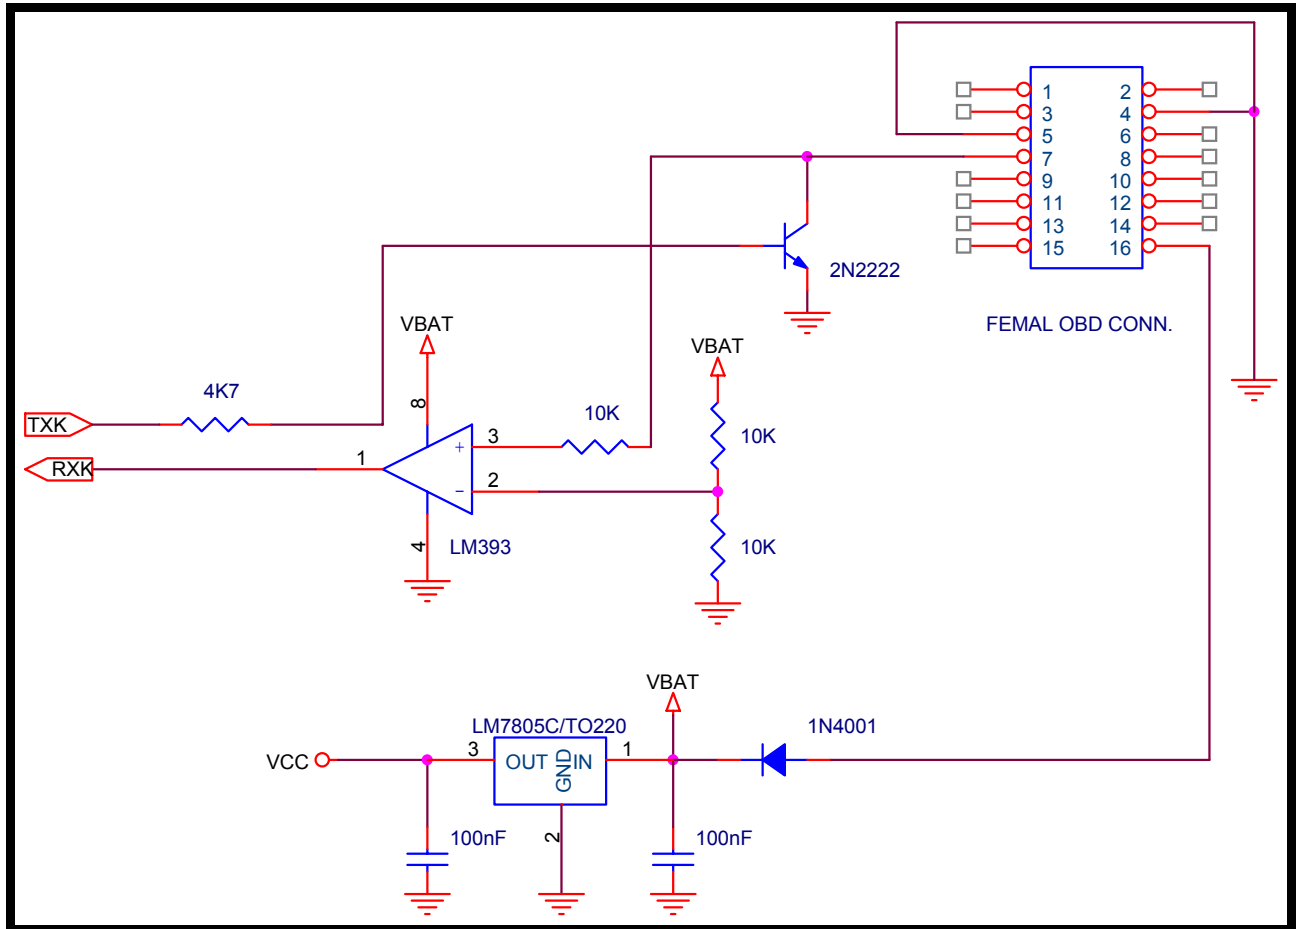 1 2
3 4
5 6
7 8
9 10
11 12
13 14
15 16
2N2222
FEMAL OBD CONN.
VBAT
VBAT
4K7
8
10K
TXK
3
10K
+
RXK
1
-
2
4
LM393
10K
VBAT
LM7805C/TO220
1N4001
VCC
3
OUT
GND
IN
1
2
100nF
100nF